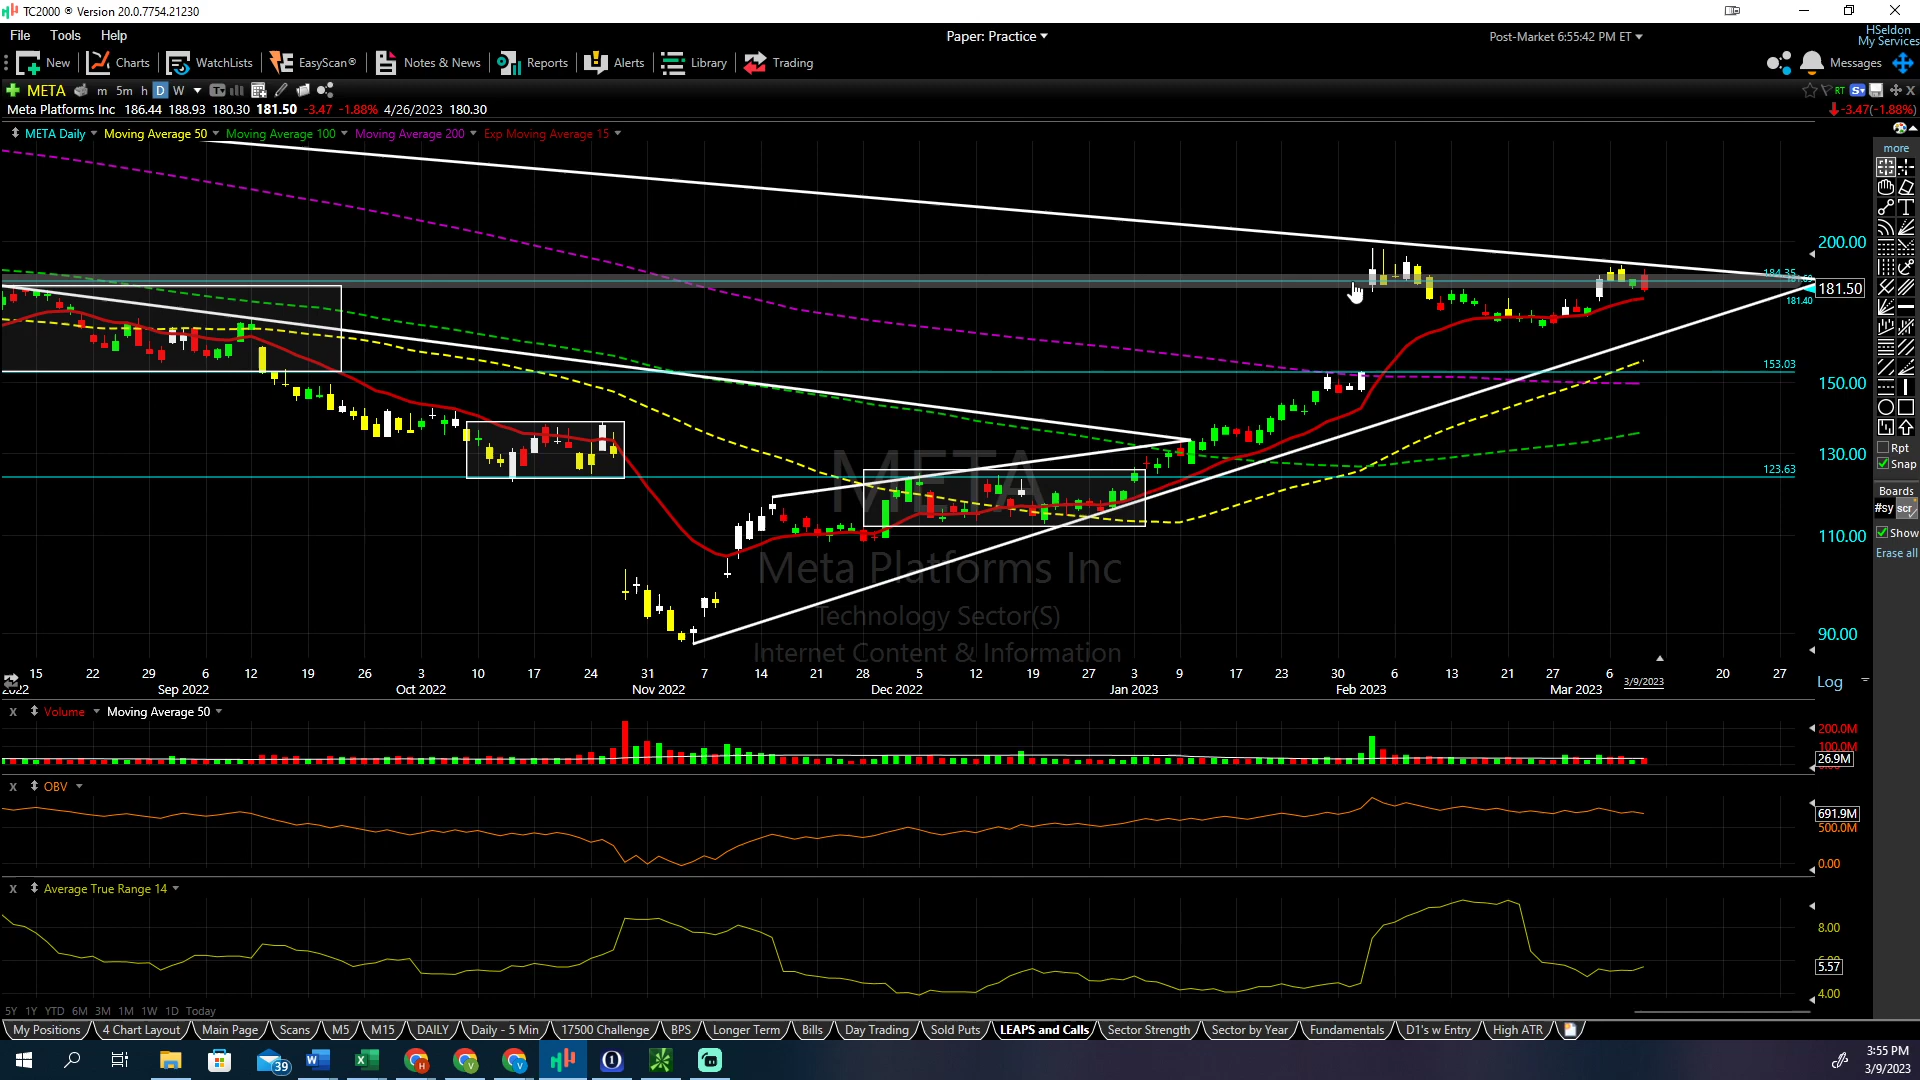 TC2000 ® Version 20.0.7754.21230
File Tools Help
Paper: Practice
Post-Market 6:55:42 PM ET
HSeldon
My Services
New Charts WatchLists EasyScan® Notes & News Reports Alerts Library Trading
Messages
META m 5m h D W
RT
Meta Platforms Inc 186.44 188.93 180.30 181.50 -3.47 -1.88% 4/26/2023 180.30
-3.47(-1.88%)
META Daily Moving Average 50 Moving Average 100 Moving Average 200 Exp Moving Average 15
more
200.00
184.35
181.50
181.40
153.03
150.00
130.00
123.63
110.00
90.00
Rpt
Snap
Boards
#sy scr
Show
Erase all
META
Meta Platforms Inc
Technology Sector(S)
Internet Content & Information
15 22 29 6 12 19 26 3 10 17 24 31 7 14 21 28 5 12 19 27 3 9 17 23 30 6 13 21 27 6 20 27
Sep 2022 Oct 2022 Nov 2022 Dec 2022 Jan 2023 Feb 2023 Mar 2023 3/9/2023
Log
X Volume Moving Average 50
200.0M
100.0M
26.9M
X OBV
691.9M
500.0M
0.00
X Average True Range 14
8.00
5.57
4.00
5Y 1Y YTD 6M 3M 1M 1W 1D Today
My Positions 4 Chart Layout Main Page Scans M5 M15 DAILY Daily - 5 Min 17500 Challenge BPS Longer Term Bills Day Trading Sold Puts LEAPS and Calls Sector Strength Sector by Year Fundamentals D1's w Entry High ATR
39
3:55 PM
3/9/2023